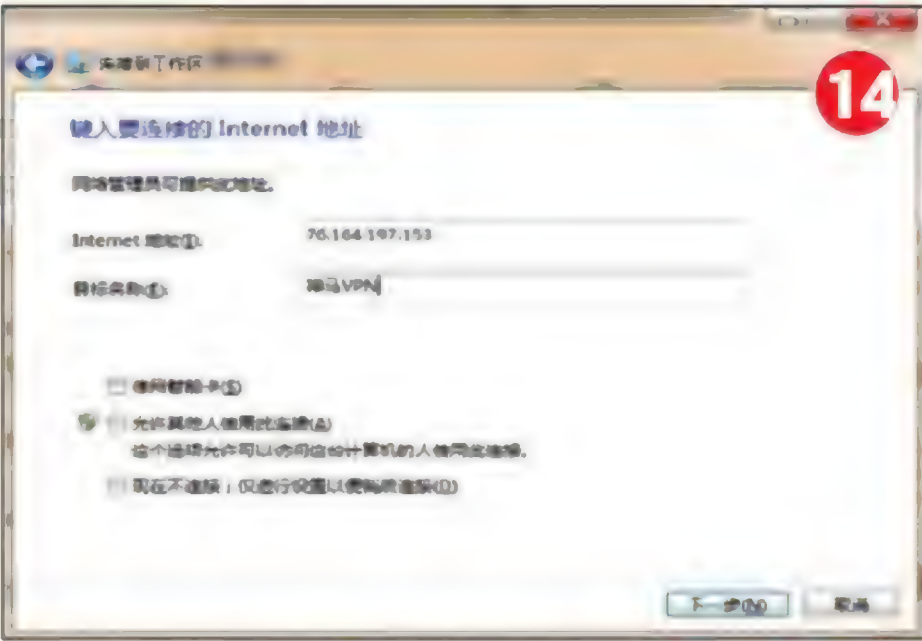 连接到工作区
14
键入要连接的 Internet 地址
网络管理员可提供此地址。
Internet 地址(I):
70.164.197.153
目标名称(E):
VPN
使用智能卡(S)
允许其他人使用此连接(A)
这个选项允许可以访问这台计算机的人使用此连接。
现在不连接；仅进行设置以便稍后连接(D)
下一步(N)
取消